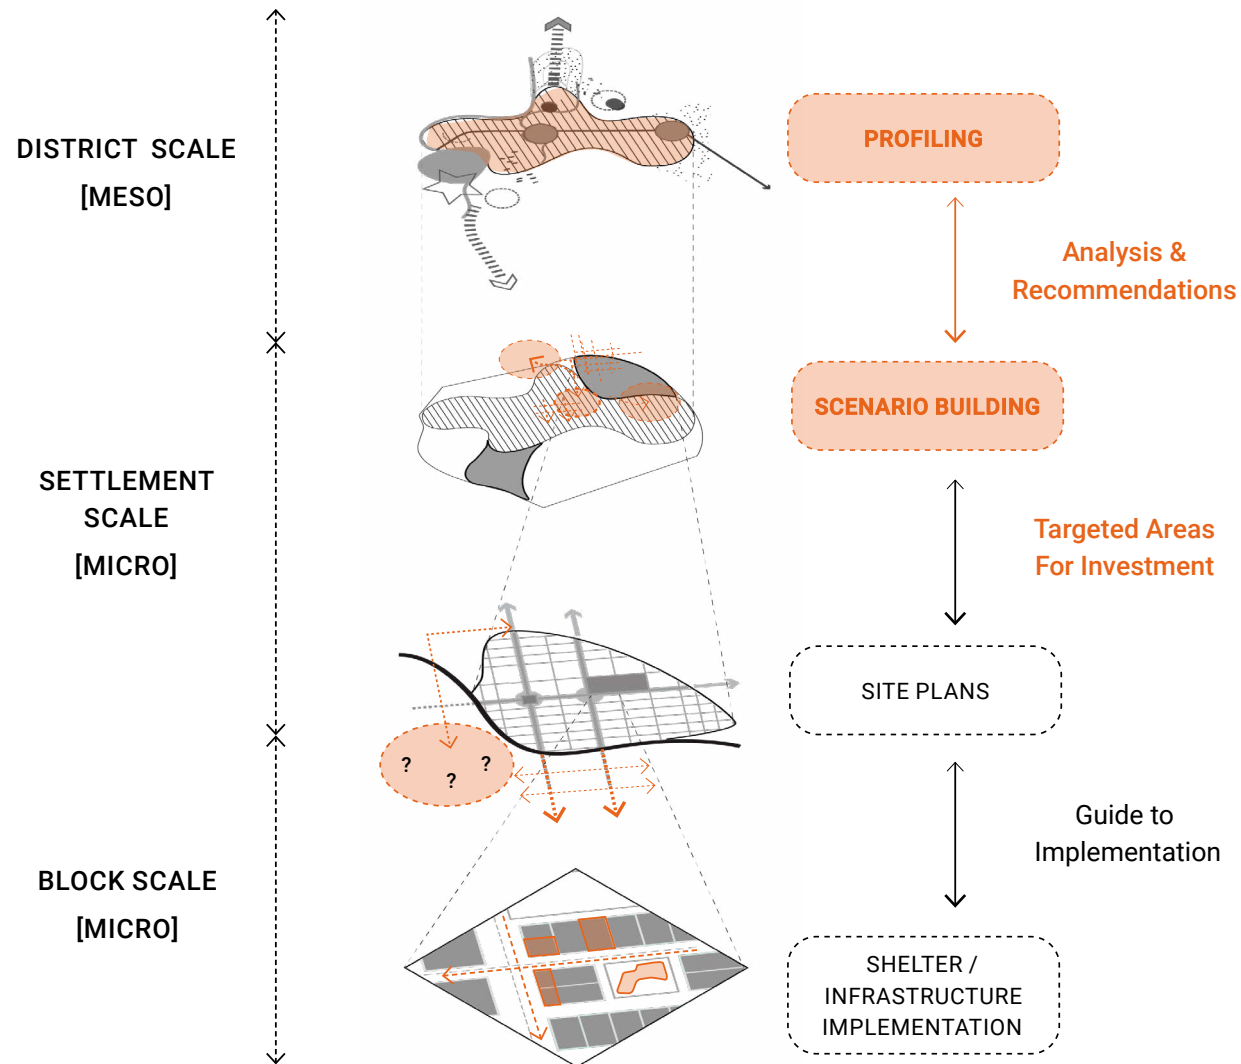 DISTRICT SCALE
[MESO]
PROFILING
Analysis &
Recommendations
SCENARIO BUILDING
SETTLEMENT
SCALE
[MICRO]
Targeted Areas
For Investment
SITE PLANS
? ? ?
Guide to
Implementation
BLOCK SCALE
[MICRO]
SHELTER /
INFRASTRUCTURE
IMPLEMENTATION